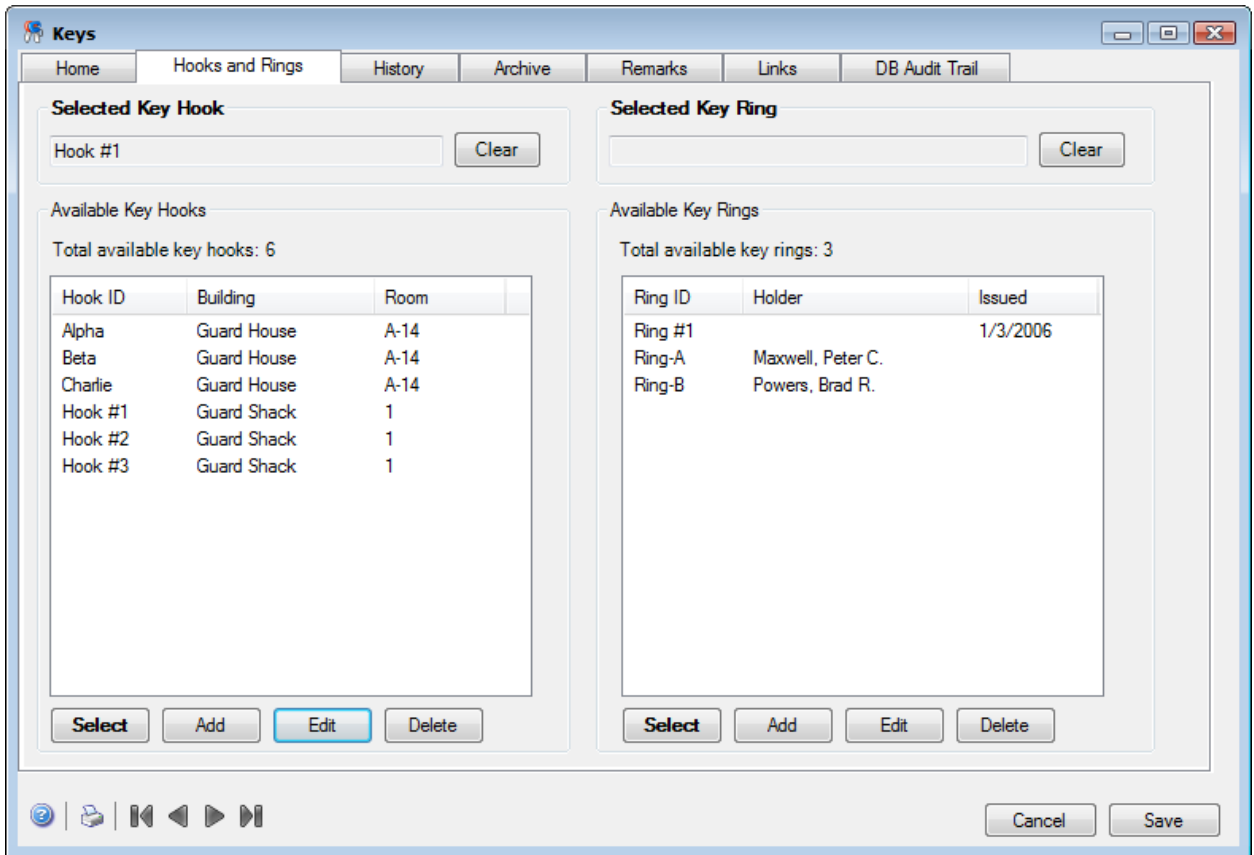 Keys
Home Hooks and Rings History Archive Remarks Links DB Audit Trail
Selected Key Hook
Hook #1 Clear
Selected Key Ring
Clear
Available Key Hooks
Total available key hooks: 6
Hook ID Building Room
Alpha Guard House A-14
Beta Guard House A-14
Charlie Guard House A-14
Hook #1 Guard Shack 1
Hook #2 Guard Shack 1
Hook #3 Guard Shack 1
Select Add Edit Delete
Available Key Rings
Total available key rings: 3
Ring ID Holder Issued
Ring #1 1/3/2006
Ring-A Maxwell, Peter C.
Ring-B Powers, Brad R.
Select Add Edit Delete
Cancel Save